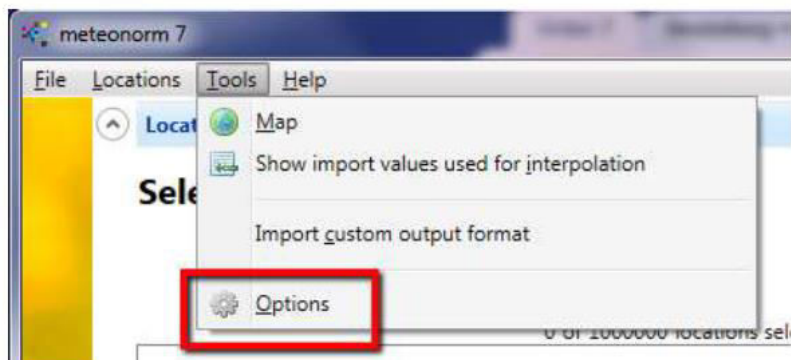 meteonorm 7
File Locations Tools Help
Locat
Map
Show import values used for interpolation
Sele
Import custom output format
Options
0 of 1000000 locations sel